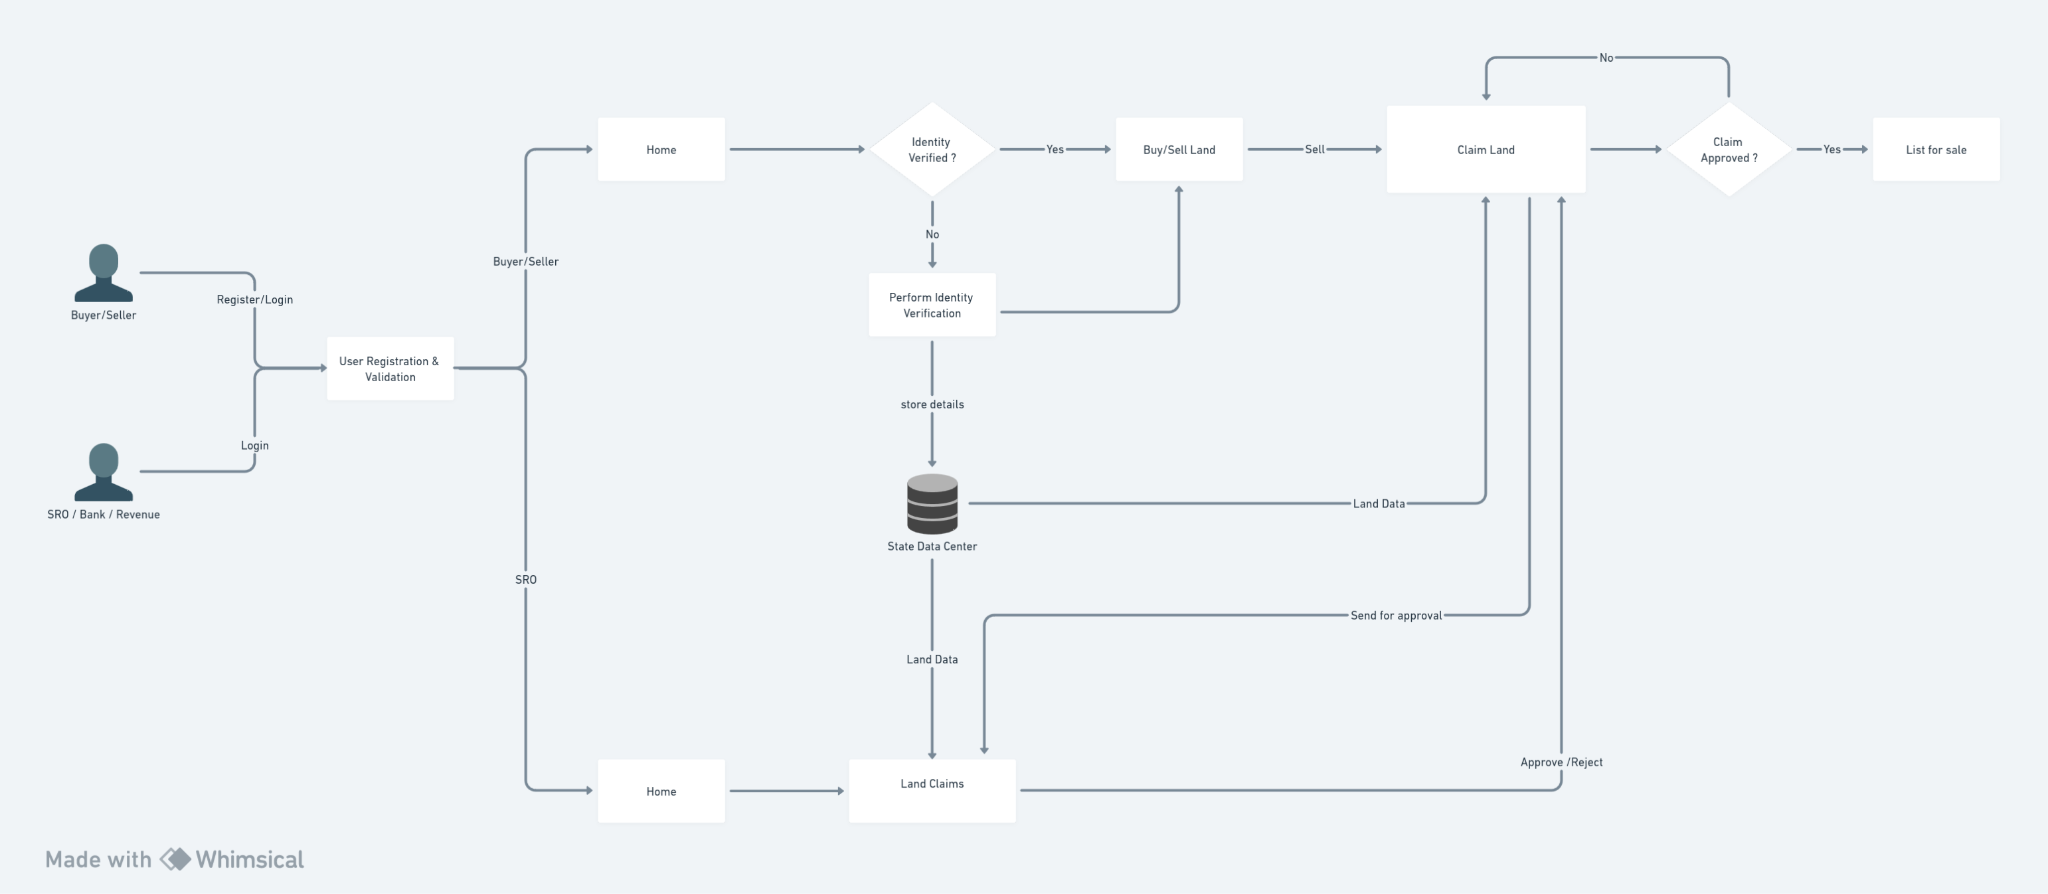 No
Home
Identity
Verified ?
Yes
Buy/Sell Land
Sell
Claim Land
Claim
Approved ?
Yes
List for sale
No
Buyer/Seller
Register/Login
Buyer/Seller
Perform Identity
Verification
User Registration &
Validation
store details
Login
SRO / Bank / Revenue
Land Data
State Data Center
SRO
Send for approval
Land Data
Approve /Reject
Home
Land Claims
Made with Whimsical